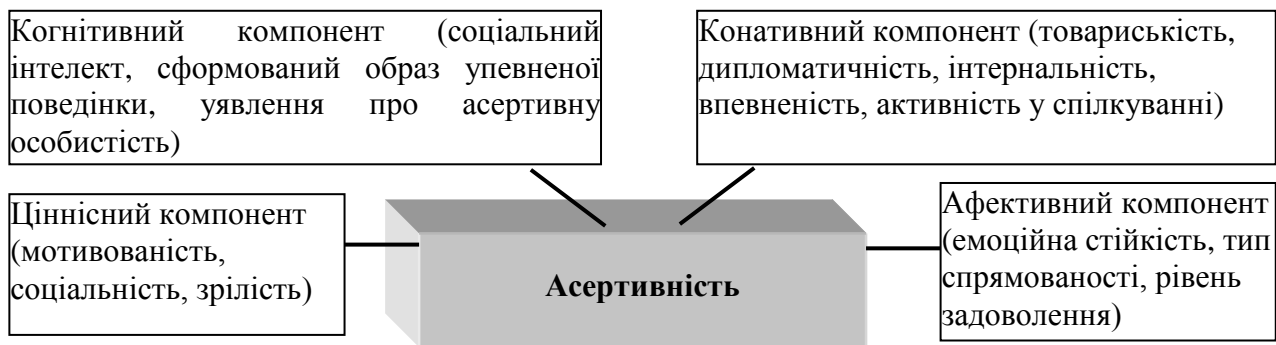 Когнітивний компонент (соціальний
інтелект, сформований образ упевненої
поведінки, уявлення про асертивну
особистість)
Конативний компонент (товариськість,
дипломатичність, інтернальність,
впевненість, активність у спілкуванні)
Ціннісний компонент
(мотивованість,
соціальність, зрілість)
Асертивність
Афективний компонент
(емоційна стійкість, тип
спрямованості, рівень
задоволення)